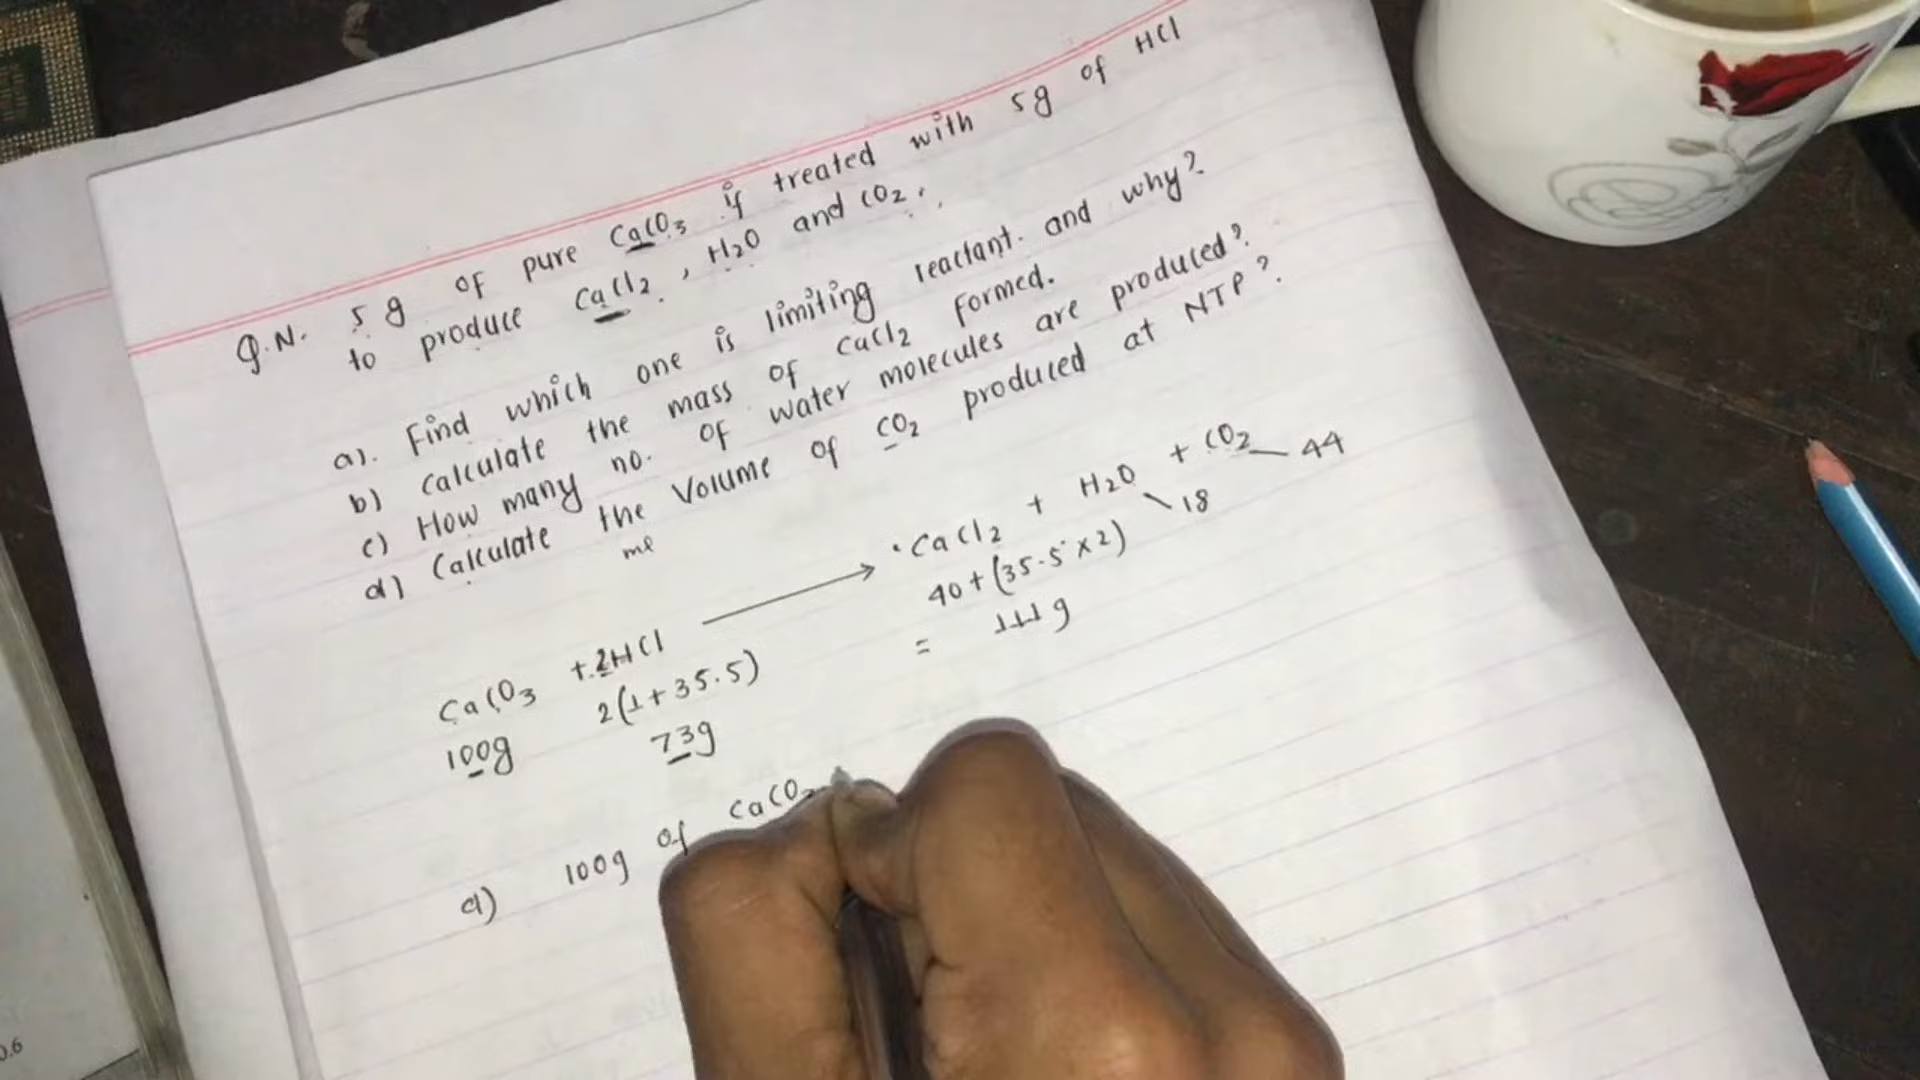 Q.N. 5 g of pure CaCO3 if treated with 5g of HCl
to produce CaCl2, H2O and CO2.
a). Find which one is limiting reactant. and why?
b) Calculate the mass of CaCl2 formed.
c) How many no. of water molecules are produced?
d) Calculate the Volume of CO2 produced at NTP?
CaCO3 + 2HCl → CaCl2 + H2O + CO2 44
100g 2(1+35.5) 40+(35.5×2) 18
73g = 111g
a) 100g of CaCO3
0.6